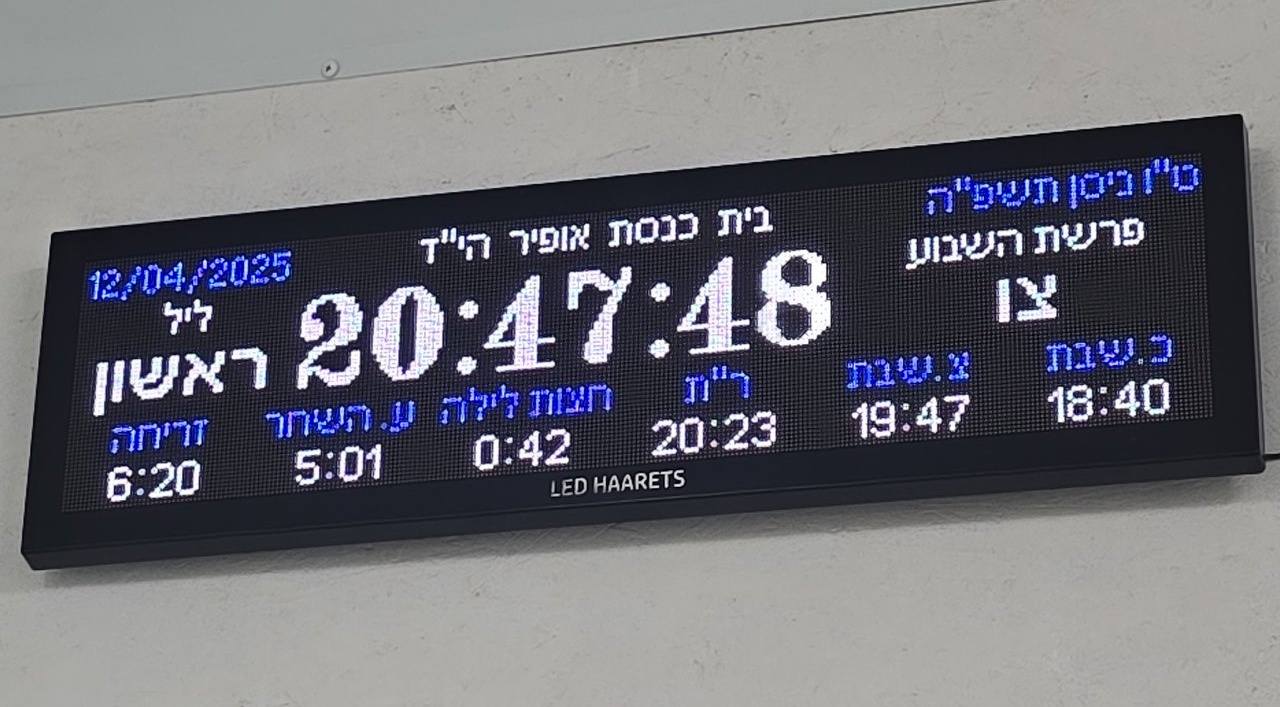 ט"ו ניסן תשפ"ה
פרשת השבוע
צו
בית כנסת אופיר הי"ד
20:47:48
12/04/2025
ליל
ראשון
כ.שבת צ.שבת ר"ת חצות לילה ע. השחר זריחה
18:40 19:47 20:23 0:42 5:01 6:20
LED HAARETS